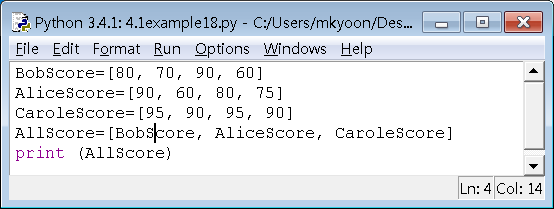 Python 3.4.1: 4.1example18.py - C:/Users/mkyoon/Des...
File Edit Format Run Options Windows Help
BobScore=[80, 70, 90, 60]
AliceScore=[90, 60, 80, 75]
CaroleScore=[95, 90, 95, 90]
AllScore=[BobScore, AliceScore, CaroleScore]
print (AllScore)
Ln: 4 Col: 14